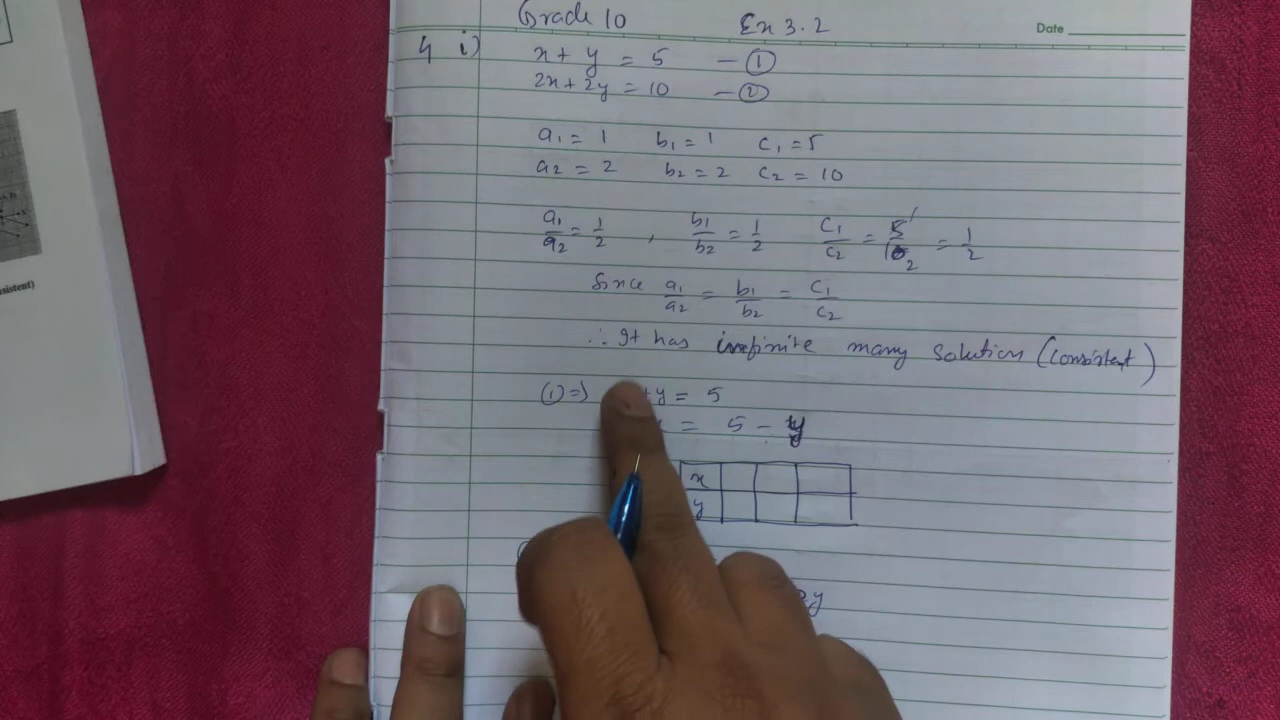 Grade 10 Ex 3.2
Date
4 i) x + y = 5 — ①
2x + 2y = 10 — ②
a₁ = 1 b₁ = 1 c₁ = 5
a₂ = 2 b₂ = 2 c₂ = 10
a₁/a₂ = 1/2 , b₁/b₂ = 1/2 c₁/c₂ = 5/10 = 1/2
Since a₁/a₂ = b₁/b₂ = c₁/c₂
∴ It has infinite many solution (consistent)
① ⇒ + y = 5
= 5 - y
x
y
2y
sistent)